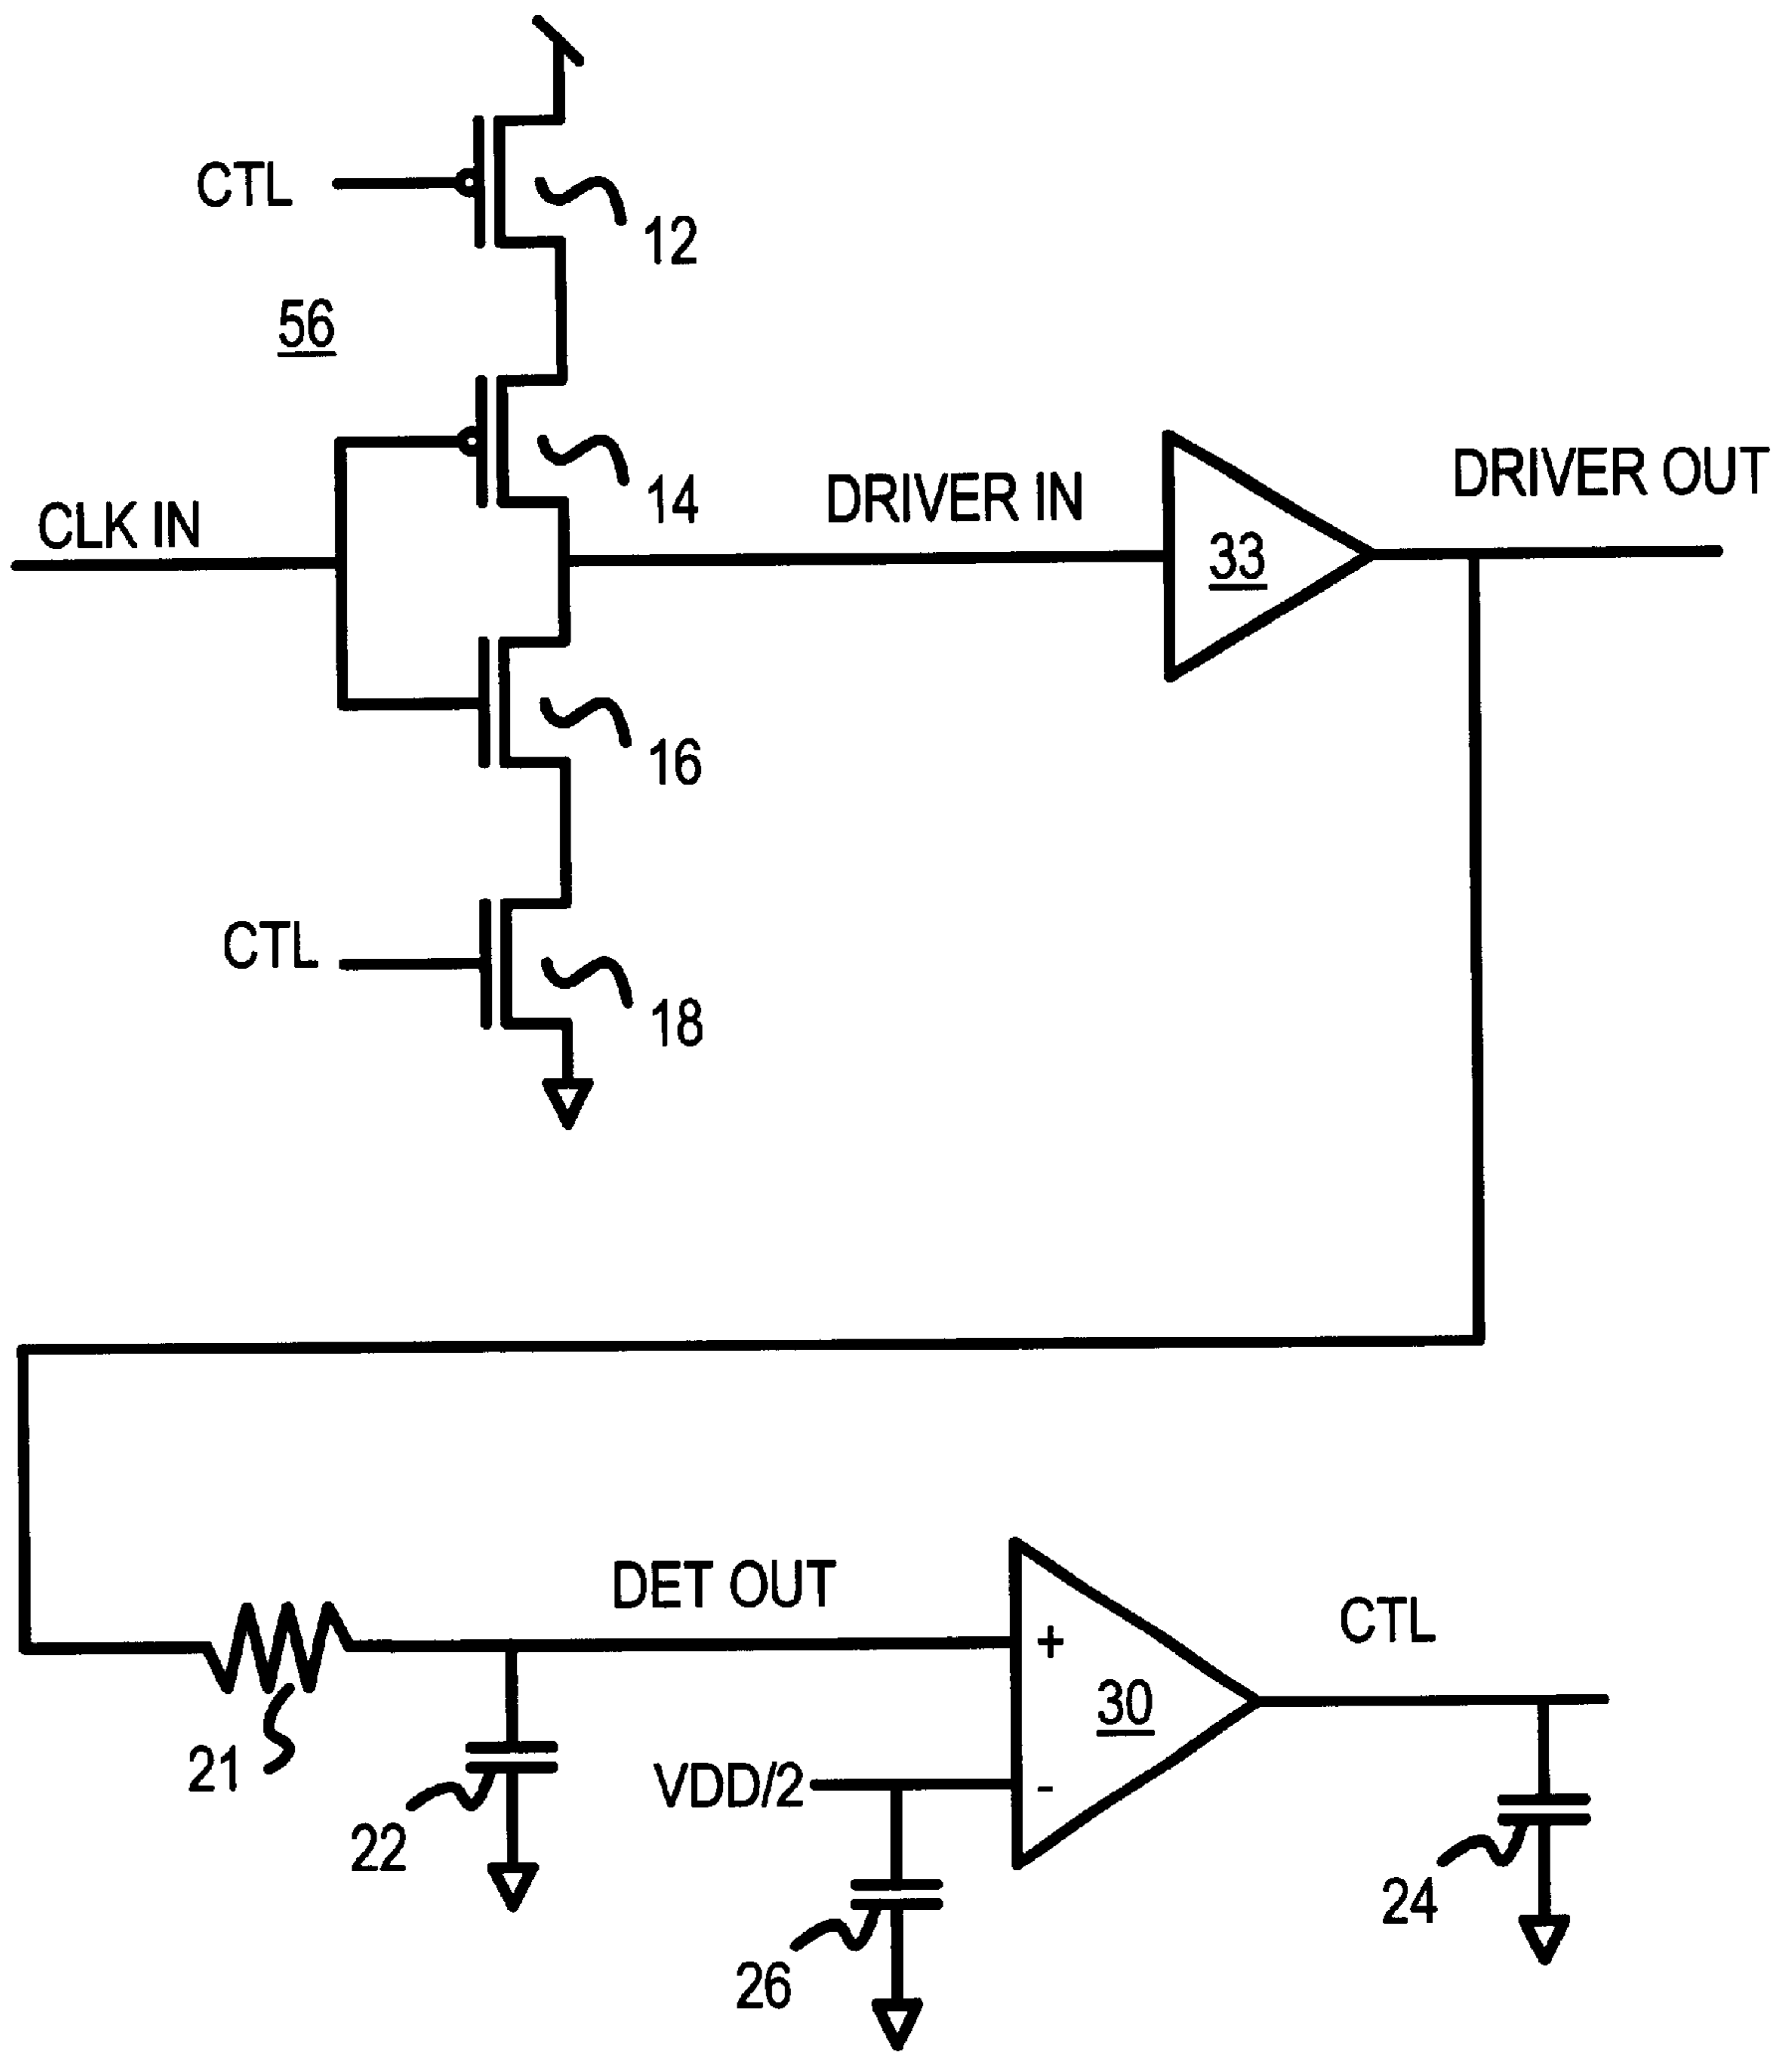 CTL
12
56
14
DRIVER IN
DRIVER OUT
CLK IN
33
16
CTL
18
DET OUT
CTL
+
30
21
VDD/2
-
22
24
26